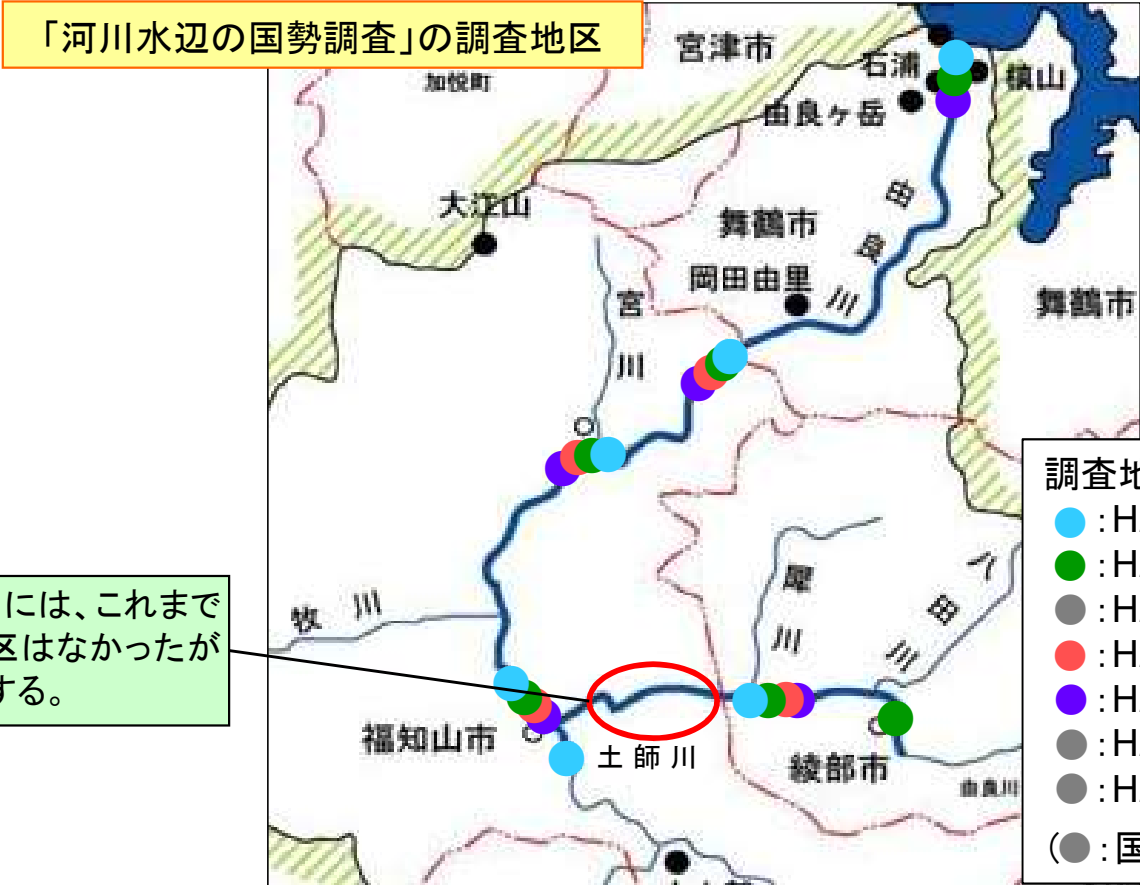 「河川水辺の国勢調査」の調査地区
宮津市
加悦町
石浦
槙山
由良ヶ岳
大江山
舞鶴市
由良川
岡田由里
宮川
舞鶴市
調査地
:H
:H
:H
:H
:H
:H
:H
(●:国
には、これまで
区はなかったが
する。
牧川
犀川
八田川
福知山市
土師川
綾部市
由良川